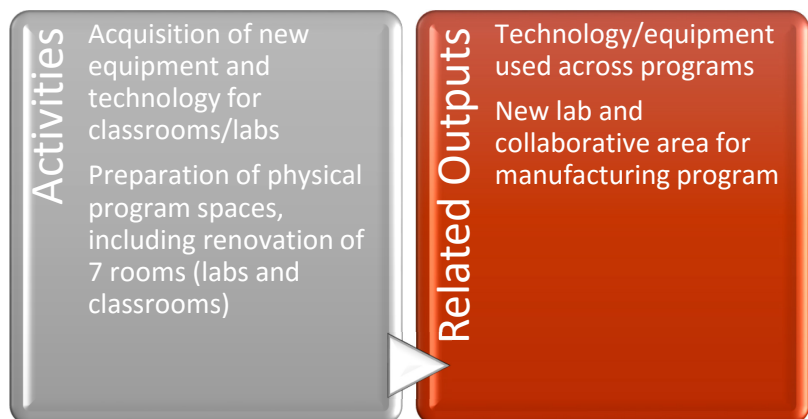 Activities
Acquisition of new
equipment and
technology for
classrooms/labs
Preparation of physical
program spaces,
including renovation of
7 rooms (labs and
classrooms)
Related Outputs
Technology/equipment
used across programs
New lab and
collaborative area for
manufacturing program